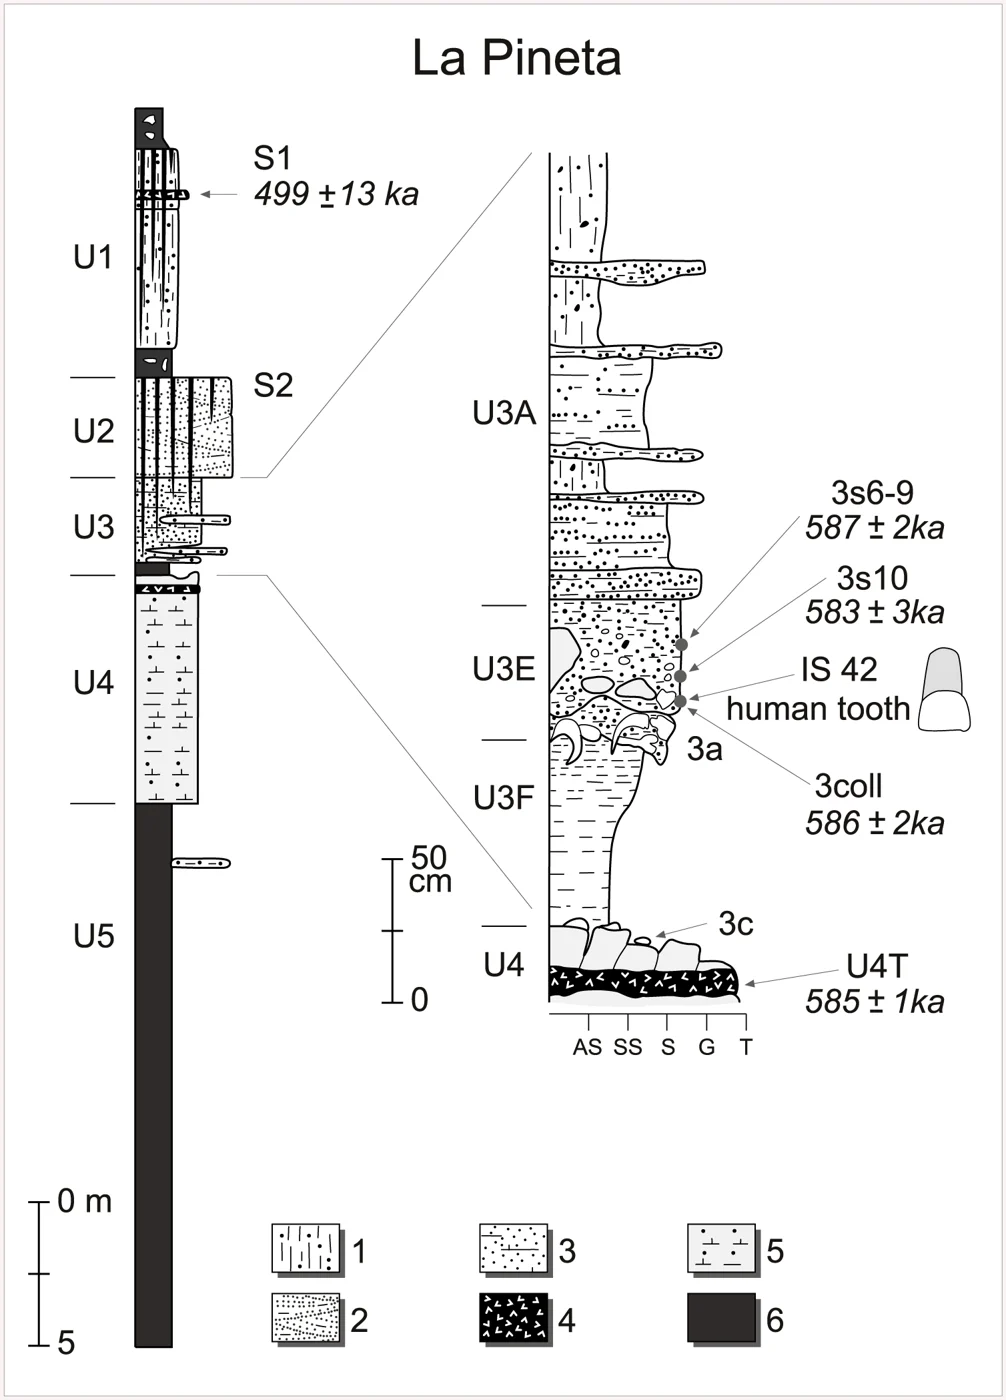 La Pineta
S1
499 ±13 ka
U1
S2
U2
U3
U4
U5
U3A
U3E
U3F
U4
3s6-9
587 ± 2ka
3s10
583 ± 3ka
IS 42
human tooth
3a
3coll
586 ± 2ka
3c
U4T
585 ± 1ka
50
cm
0
AS SS S G T
0 m
5
1
2
3
4
5
6